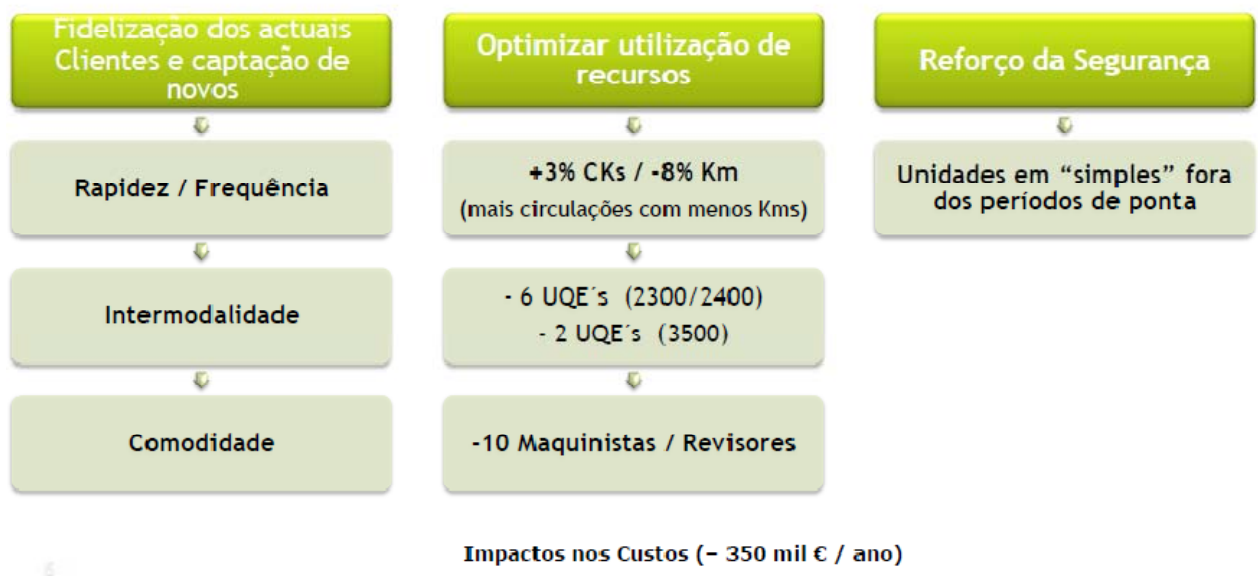 Fidelização dos actuais
Clientes e captação de
novos
Rapidez / Frequência
Intermodalidade
Comodidade
Optimizar utilização de
recursos
+3% CKs / -8% Km
(mais circulações com menos Kms)
- 6 UQE´s (2300/2400)
- 2 UQE´s (3500)
-10 Maquinistas / Revisores
Reforço da Segurança
Unidades em “simples” fora
dos períodos de ponta
Impactos nos Custos (– 350 mil € / ano)
6